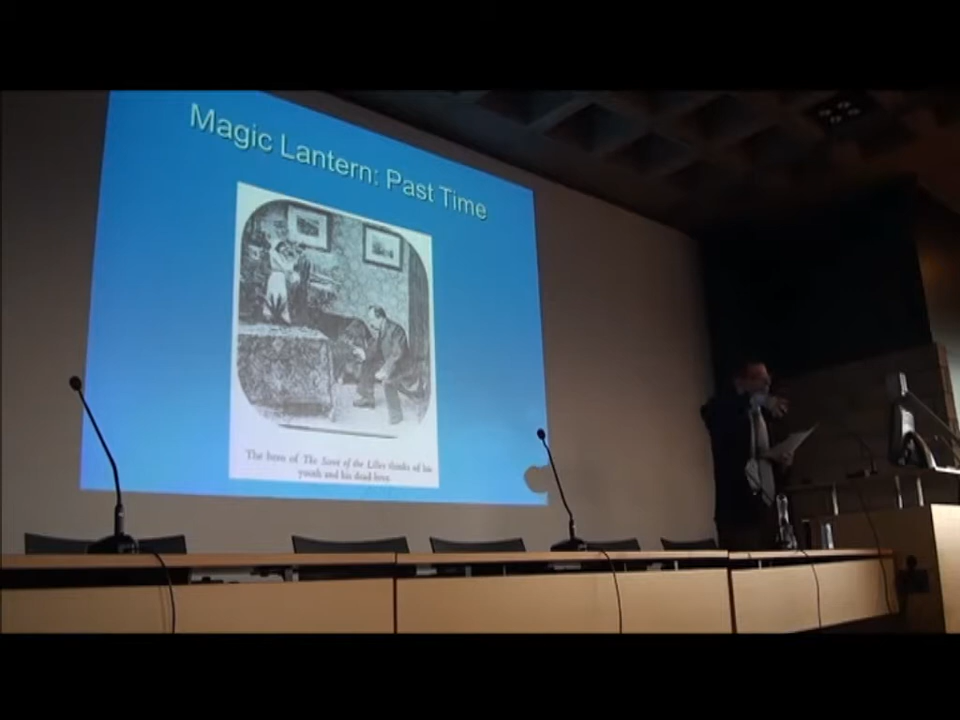 Magic Lantern: Past Time
The hero of The Scent of the Lilies thinks of his
youth and his dead love.